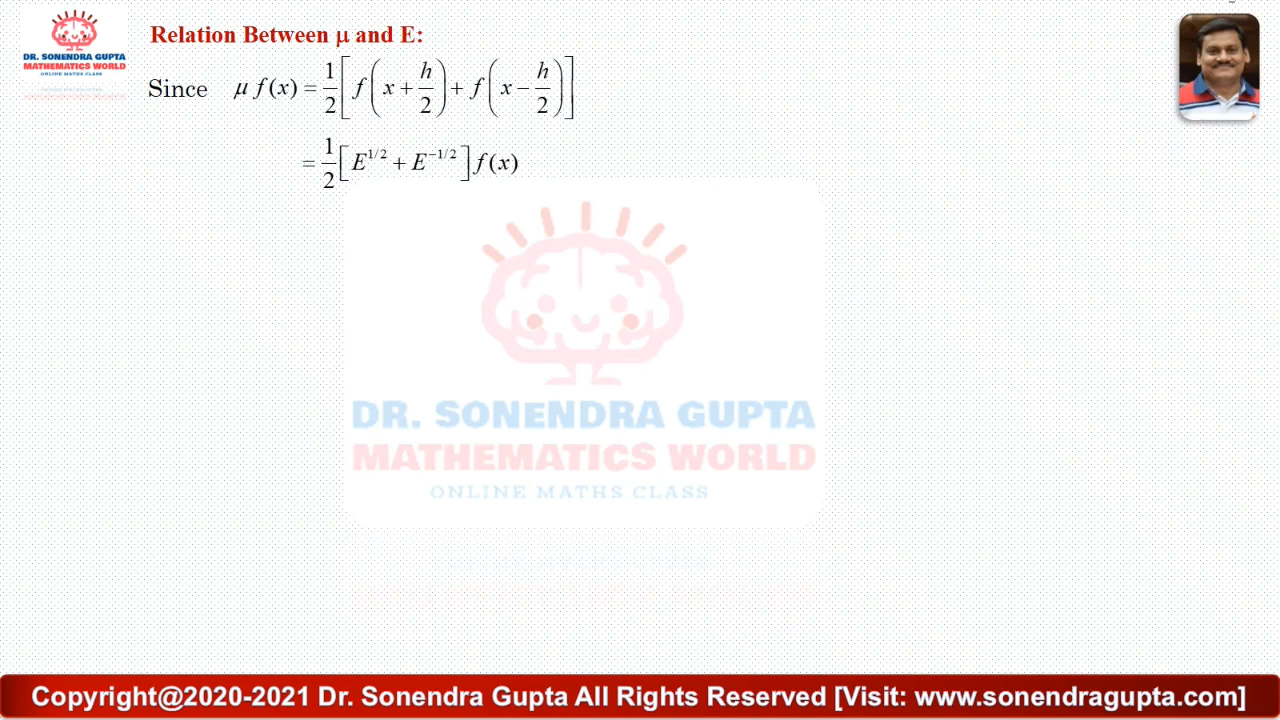 DR. SONENDRA GUPTA
MATHEMATICS WORLD
ONLINE MATHS CLASS
Relation Between μ and E:
Since μ f(x) = 1/2 [ f ( x + h/2 ) + f ( x − h/2 ) ]
= 1/2 [ E^{1/2} + E^{−1/2} ] f(x)
DR. SONENDRA GUPTA
MATHEMATICS WORLD
ONLINE MATHS CLASS
Copyright@2020-2021 Dr. Sonendra Gupta All Rights Reserved [Visit: www.sonendragupta.com]